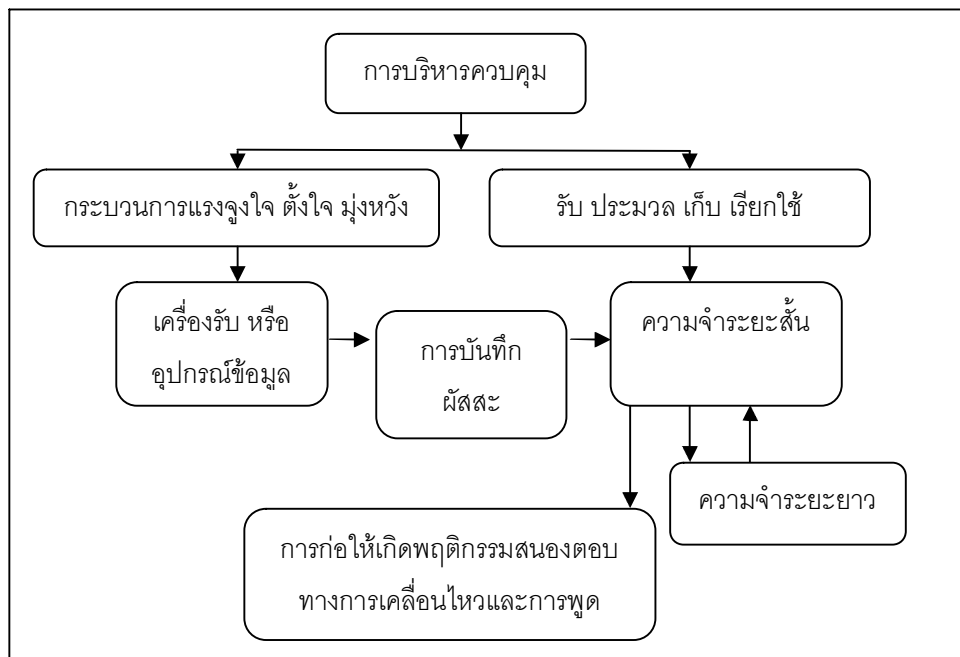 การบริหารควบคุม
กระบวนการแรงจูงใจ ตั้งใจ มุ่งหวัง
รับ ประมวล เก็บ เรียกใช้
เครื่องรับ หรือ
อุปกรณ์ข้อมูล
การบันทึก
ผัสสะ
ความจำระยะสั้น
ความจำระยะยาว
การก่อให้เกิดพฤติกรรมสนองตอบ
ทางการเคลื่อนไหวและการพูด